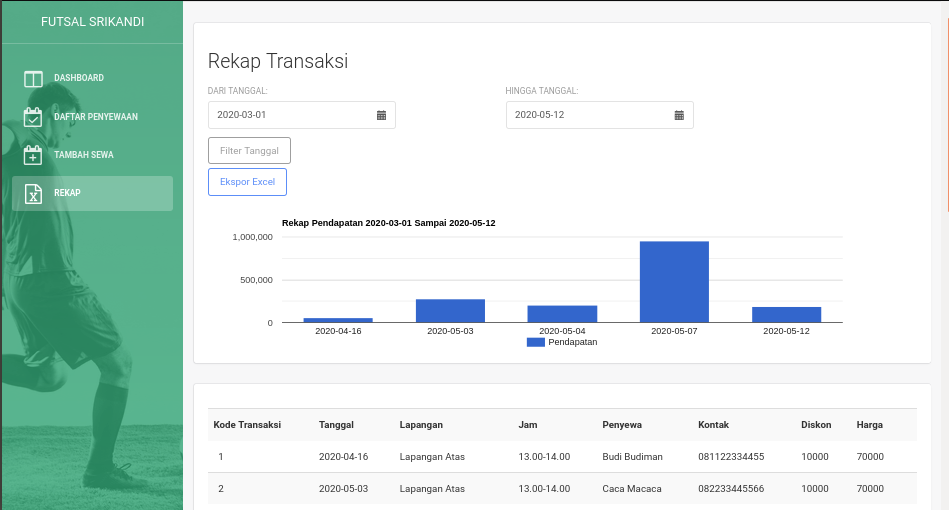 FUTSAL SRIKANDI
DASHBOARD
DAFTAR PENYEWAAN
TAMBAH SEWA
REKAP
Rekap Transaksi
DARI TANGGAL: HINGGA TANGGAL:
2020-03-01 2020-05-12
Filter Tanggal
Ekspor Excel
Rekap Pendapatan 2020-03-01 Sampai 2020-05-12
1,000,000
500,000
0
2020-04-16 2020-05-03 2020-05-04 2020-05-07 2020-05-12
Pendapatan
Kode Transaksi Tanggal Lapangan Jam Penyewa Kontak Diskon Harga
1 2020-04-16 Lapangan Atas 13.00-14.00 Budi Budiman 081122334455 10000 70000
2 2020-05-03 Lapangan Atas 13.00-14.00 Caca Macaca 082233445566 10000 70000